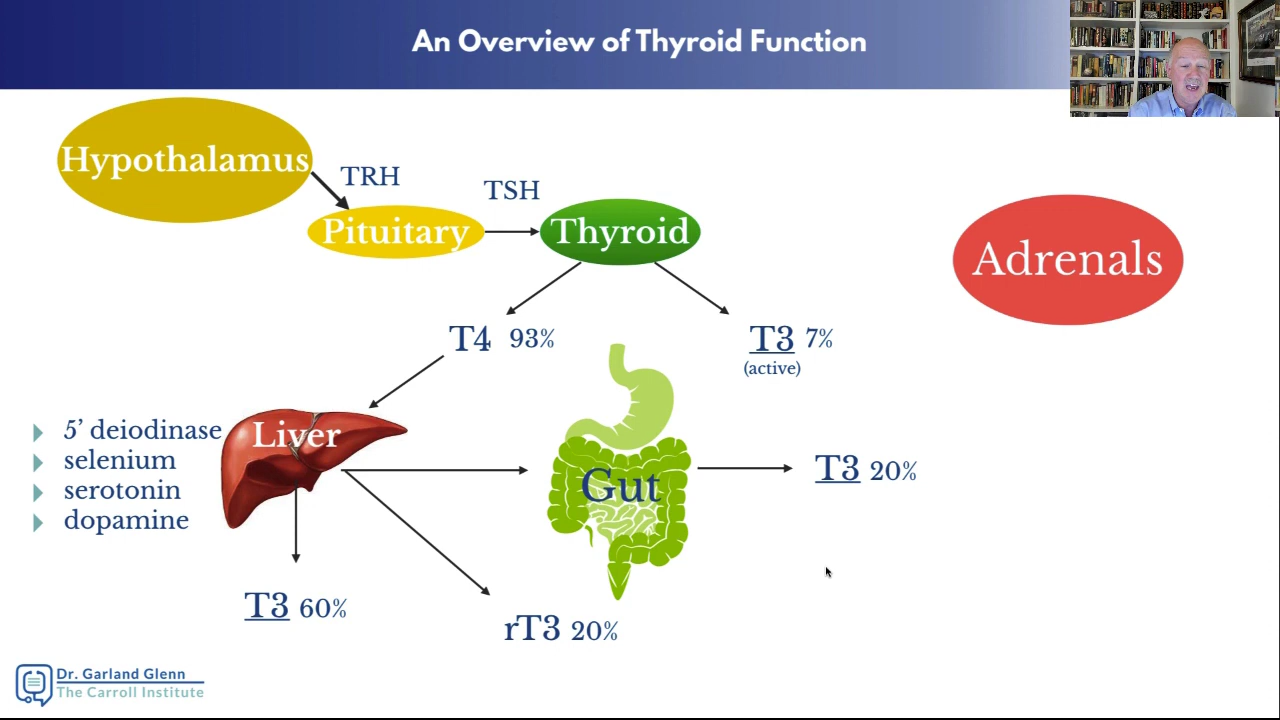 An Overview of Thyroid Function
Hypothalamus
TRH
TSH
Pituitary
Thyroid
Adrenals
T4 93%
T3 7%
(active)
5’ deiodinase
selenium
serotonin
dopamine
Liver
Gut
T3 20%
T3 60%
rT3 20%
Dr. Garland Glenn
The Carroll Institute